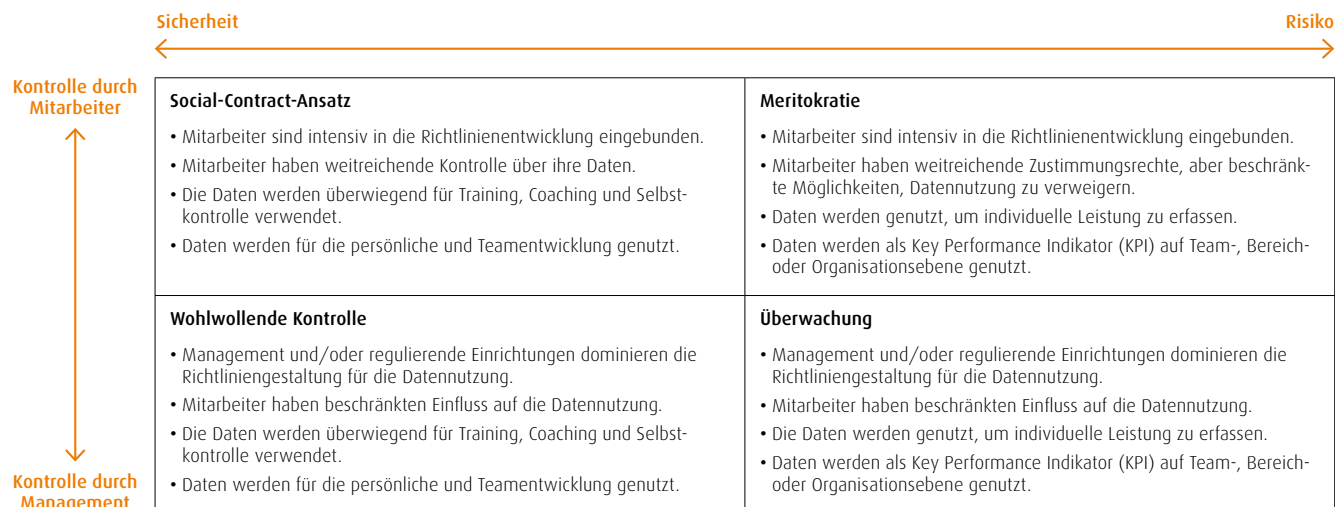 Sicherheit
Risiko
Kontrolle durch
Mitarbeiter
Social-Contract-Ansatz
• Mitarbeiter sind intensiv in die Richtlinienentwicklung eingebunden.
• Mitarbeiter haben weitreichende Kontrolle über ihre Daten.
• Die Daten werden überwiegend für Training, Coaching und Selbst-
kontrolle verwendet.
• Daten werden für die persönliche und Teamentwicklung genutzt.
Meritokratie
• Mitarbeiter sind intensiv in die Richtlinienentwicklung eingebunden.
• Mitarbeiter haben weitreichende Zustimmungsrechte, aber beschränk-
te Möglichkeiten, Datennutzung zu verweigern.
• Daten werden genutzt, um individuelle Leistung zu erfassen.
• Daten werden als Key Performance Indikator (KPI) auf Team-, Bereich-
oder Organisationsebene genutzt.
Wohlwollende Kontrolle
• Management und/oder regulierende Einrichtungen dominieren die
Richtliniengestaltung für die Datennutzung.
• Mitarbeiter haben beschränkten Einfluss auf die Datennutzung.
• Die Daten werden überwiegend für Training, Coaching und Selbst-
kontrolle verwendet.
• Daten werden für die persönliche und Teamentwicklung genutzt.
Überwachung
• Management und/oder regulierende Einrichtungen dominieren die
Richtliniengestaltung für die Datennutzung.
• Mitarbeiter haben beschränkten Einfluss auf die Datennutzung.
• Die Daten werden genutzt, um individuelle Leistung zu erfassen.
• Daten werden als Key Performance Indikator (KPI) auf Team-, Bereich-
oder Organisationsebene genutzt.
Kontrolle durch
Management